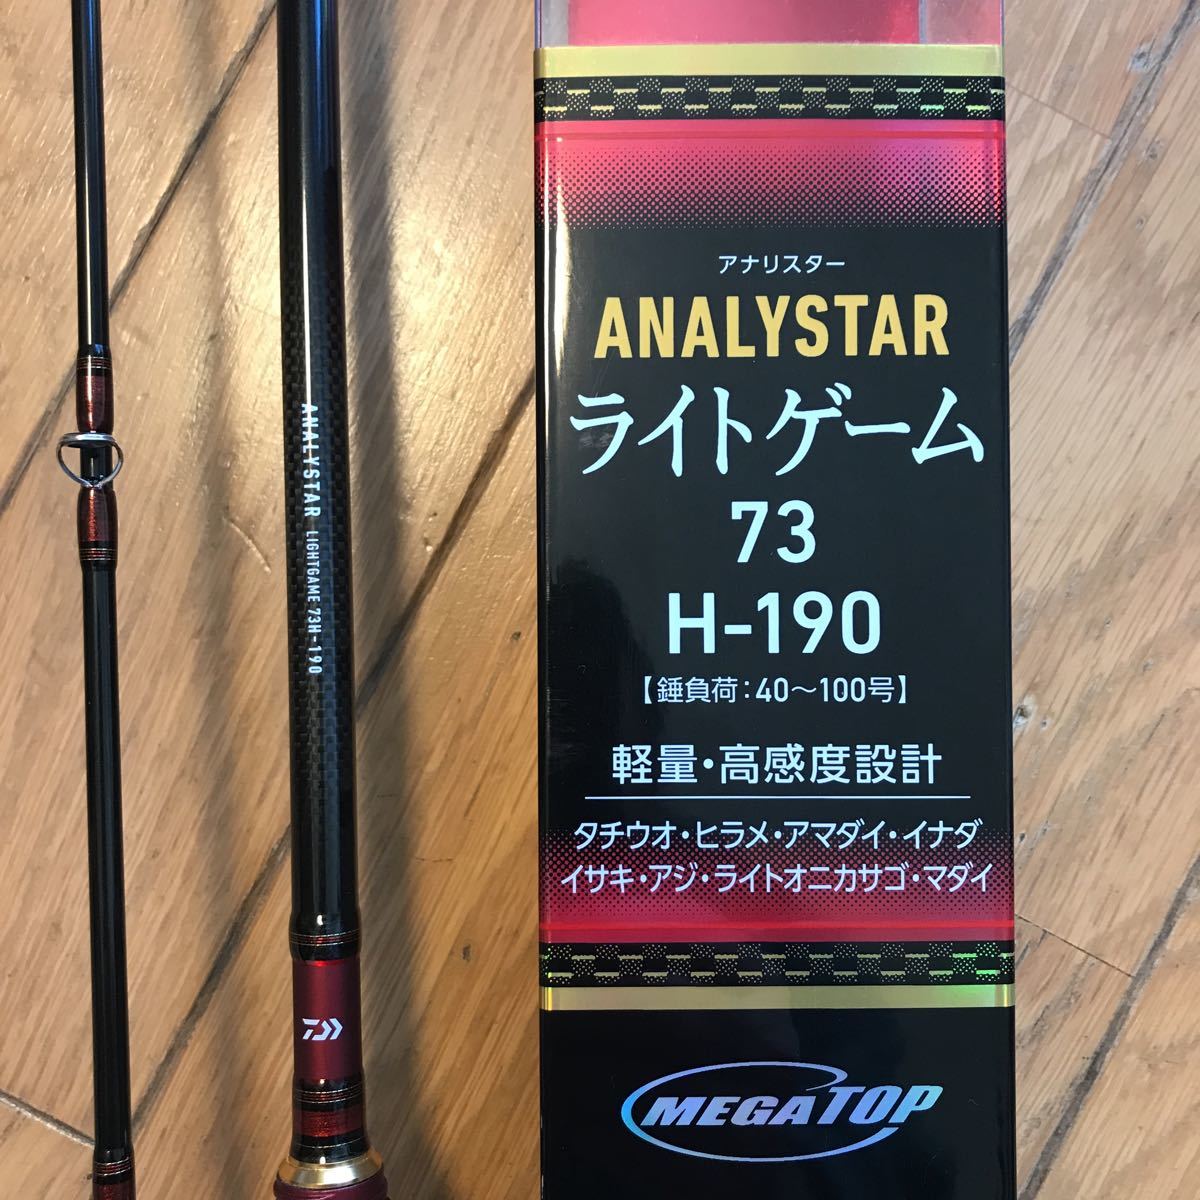 ANALYSTAR LIGHTGAME 73H-190
アナリスター
ANALYSTAR
ライトゲーム
73
H-190
【錘負荷:40〜100号】
軽量・高感度設計
タチウオ・ヒラメ・アマダイ・イナダ
イサキ・アジ・ライトオニカサゴ・マダイ
MEGATOP